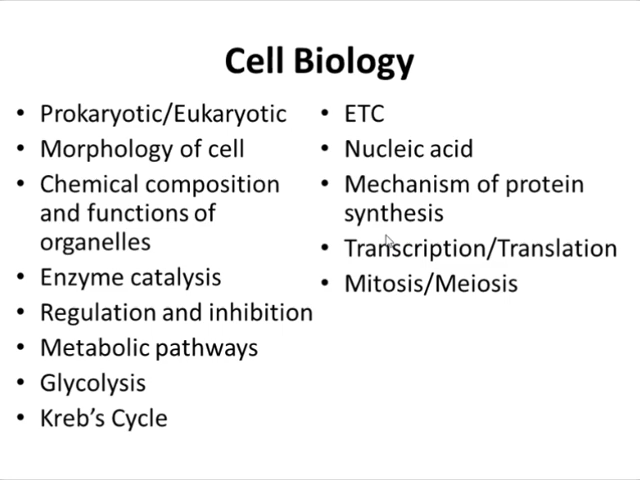 Cell Biology
• Prokaryotic/Eukaryotic
• Morphology of cell
• Chemical composition
and functions of
organelles
• Enzyme catalysis
• Regulation and inhibition
• Metabolic pathways
• Glycolysis
• Kreb’s Cycle
• ETC
• Nucleic acid
• Mechanism of protein
synthesis
• Transcription/Translation
• Mitosis/Meiosis